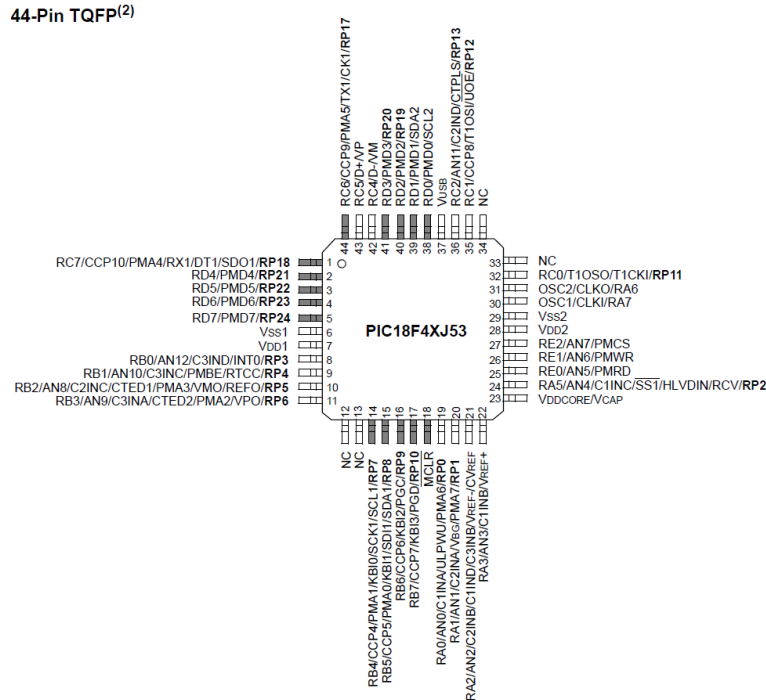 44-Pin TQFP(2)
RC6/CCP9/PMA5/TX1/CK1/RP17
RC5/D+/VP
RC4/D-/VM
RD3/PMD3/RP20
RD2/PMD2/RP19
RD1/PMD1/SDA2
RD0/PMD0/SCL2
VUSB
RC2/AN11/C2IND/CTPLS/RP13
RC1/CCP8/T1OSI/UOE/RP12
NC
44 43 42 41 40 39 38 37 36 35 34
RC7/CCP10/PMA4/RX1/DT1/SDO1/RP18 1
RD4/PMD4/RP21 2
RD5/PMD5/RP22 3
RD6/PMD6/RP23 4
RD7/PMD7/RP24 5
VSS1 6
VDD1 7
RB0/AN12/C3IND/INT0/RP3 8
RB1/AN10/C3INC/PMBE/RTCC/RP4 9
RB2/AN8/C2INC/CTED1/PMA3/VMO/REFO/RP5 10
RB3/AN9/C3INA/CTED2/PMA2/VPO/RP6 11
PIC18F4XJ53
33 NC
32 RC0/T1OSO/T1CKI/RP11
31 OSC2/CLKO/RA6
30 OSC1/CLKI/RA7
29 VSS2
28 VDD2
27 RE2/AN7/PMCS
26 RE1/AN6/PMWR
25 RE0/AN5/PMRD
24 RA5/AN4/C1INC/SS1/HLVDIN/RCV/RP2
23 VDDCORE/VCAP
12 13 14 15 16 17 18 19 20 21 22
NC
NC
RB4/CCP4/PMA1/KBI0/SCK1/SCL1/RP7
RB5/CCP5/PMA0/KBI1/SDI1/SDA1/RP8
RB6/CCP6/KBI2/PGC/RP9
RB7/CCP7/KBI3/PGD/RP10
MCLR
RA0/AN0/C1INA/ULPWU/PMA6/RP0
RA1/AN1/C2INA/VBG/PMA7/RP1
RA2/AN2/C2INB/C1IND/C3INB/VREF-/CVREF
RA3/AN3/C1INB/VREF+